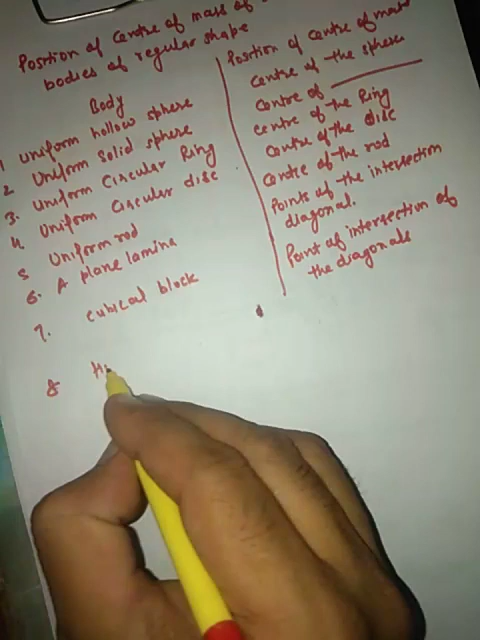 Position of Centre of mass of
bodies of regular shape
Body
1 Uniform hollow sphere
2 Uniform Solid sphere
3. Uniform Circular Ring
4. Uniform Circular disc
5 Uniform rod
6. A plane lamina
7. Cubical block
8
Position of Centre of mass
Centre of the sphere
Centre of
Centre of the Ring
Centre of the disc
Centre of the rod
Points of the intersection
diagonal.
Point of intersection of
the diagonals